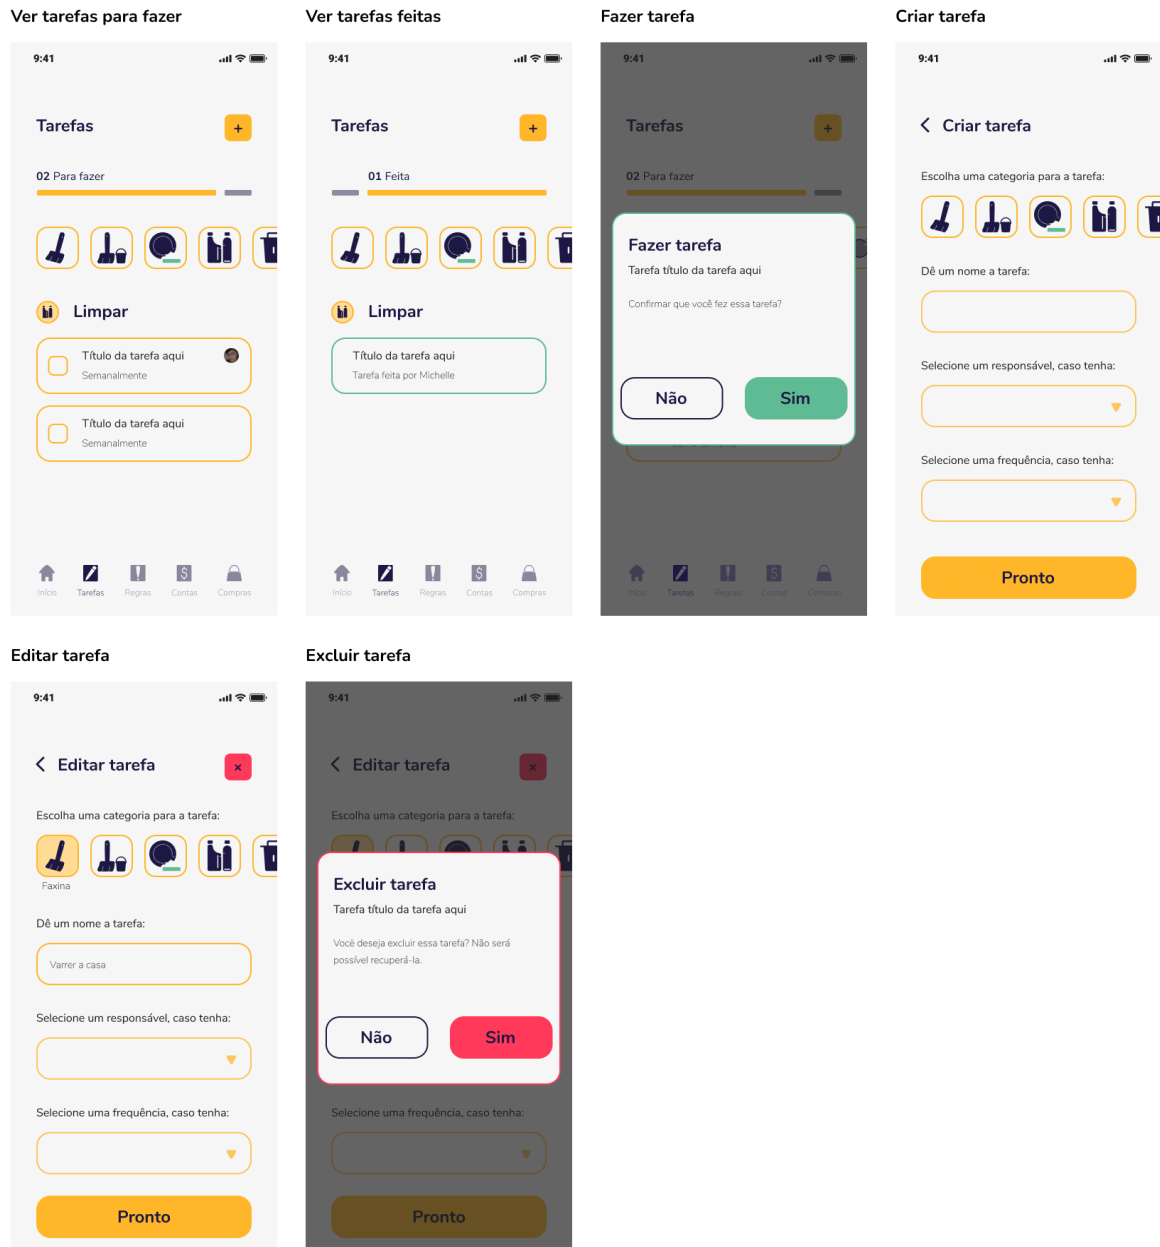 Ver tarefas para fazer
9:41
Tarefas
+
02 Para fazer
Limpar
Título da tarefa aqui
Semanalmente
Título da tarefa aqui
Semanalmente
Início Tarefas Regras Contas Compras
Ver tarefas feitas
9:41
Tarefas
+
01 Feita
Limpar
Título da tarefa aqui
Tarefa feita por Michelle
Início Tarefas Regras Contas Compras
Fazer tarefa
9:41
Tarefas
+
02 Para fazer
Fazer tarefa
Tarefa título da tarefa aqui
Confirmar que você fez essa tarefa?
Não Sim
Início Tarefas Regras Contas Compras
Criar tarefa
9:41
Criar tarefa
Escolha uma categoria para a tarefa:
Dê um nome a tarefa:
Selecione um responsável, caso tenha:
Selecione uma frequência, caso tenha:
Pronto
Editar tarefa
9:41
Editar tarefa
×
Escolha uma categoria para a tarefa:
Faxina
Dê um nome a tarefa:
Varrer a casa
Selecione um responsável, caso tenha:
Selecione uma frequência, caso tenha:
Pronto
Excluir tarefa
9:41
Editar tarefa
×
Escolha uma categoria para a tarefa:
Excluir tarefa
Tarefa título da tarefa aqui
Você deseja excluir essa tarefa? Não será
possível recuperá-la.
Não Sim
Selecione uma frequência, caso tenha:
Pronto